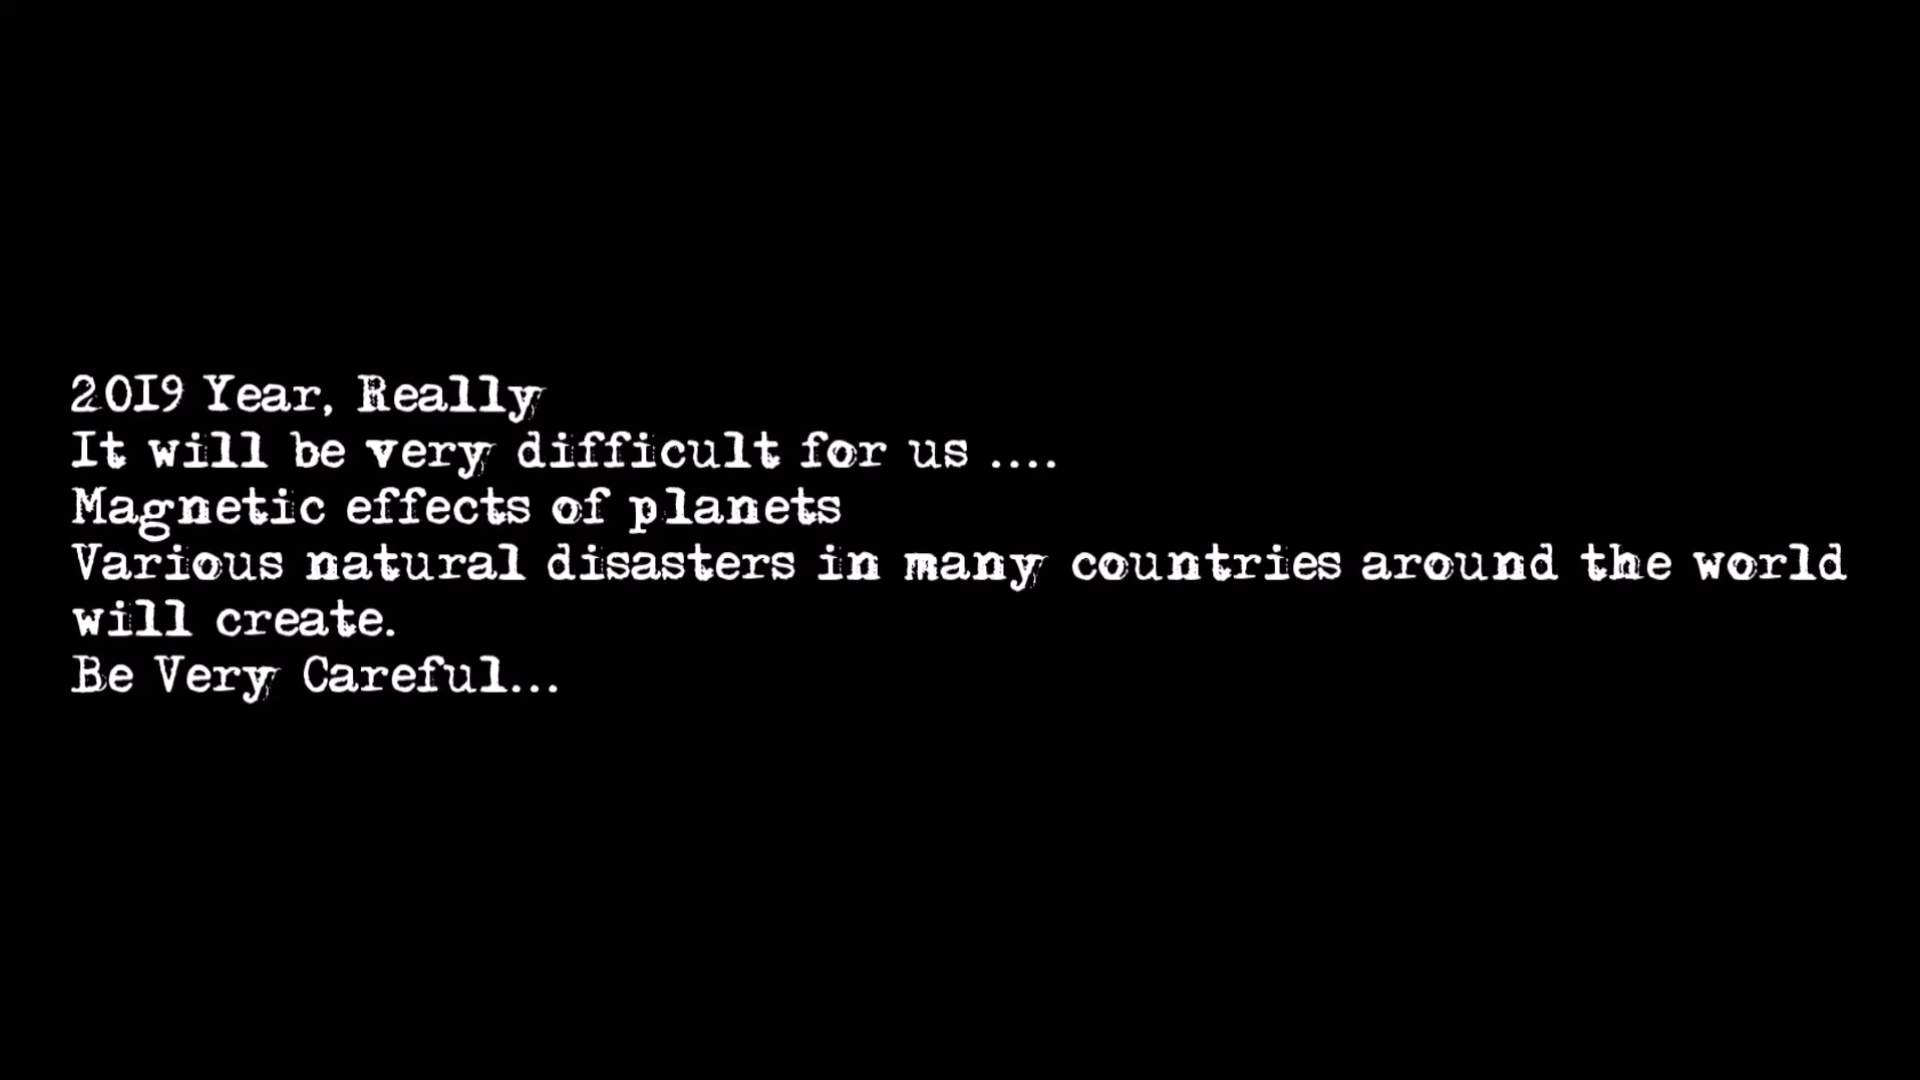 2019 Year, Really
It will be very difficult for us ....
Magnetic effects of planets
Various natural disasters in many countries around the world
will create.
Be Very Careful...